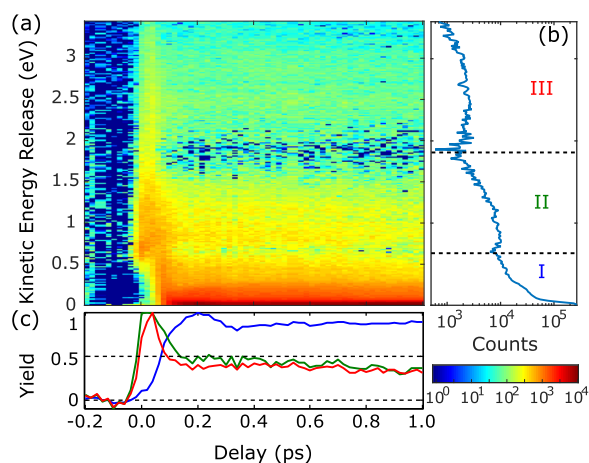 (a)
(b)
Kinetic Energy Release (eV)
3
2.5
2
1.5
1
0.5
0
III
II
I
10^3 10^4 10^5
Counts
(c)
Yield
1
0.5
0
-0.2 0.0 0.2 0.4 0.6 0.8 1.0
Delay (ps)
10^0 10^1 10^2 10^3 10^4